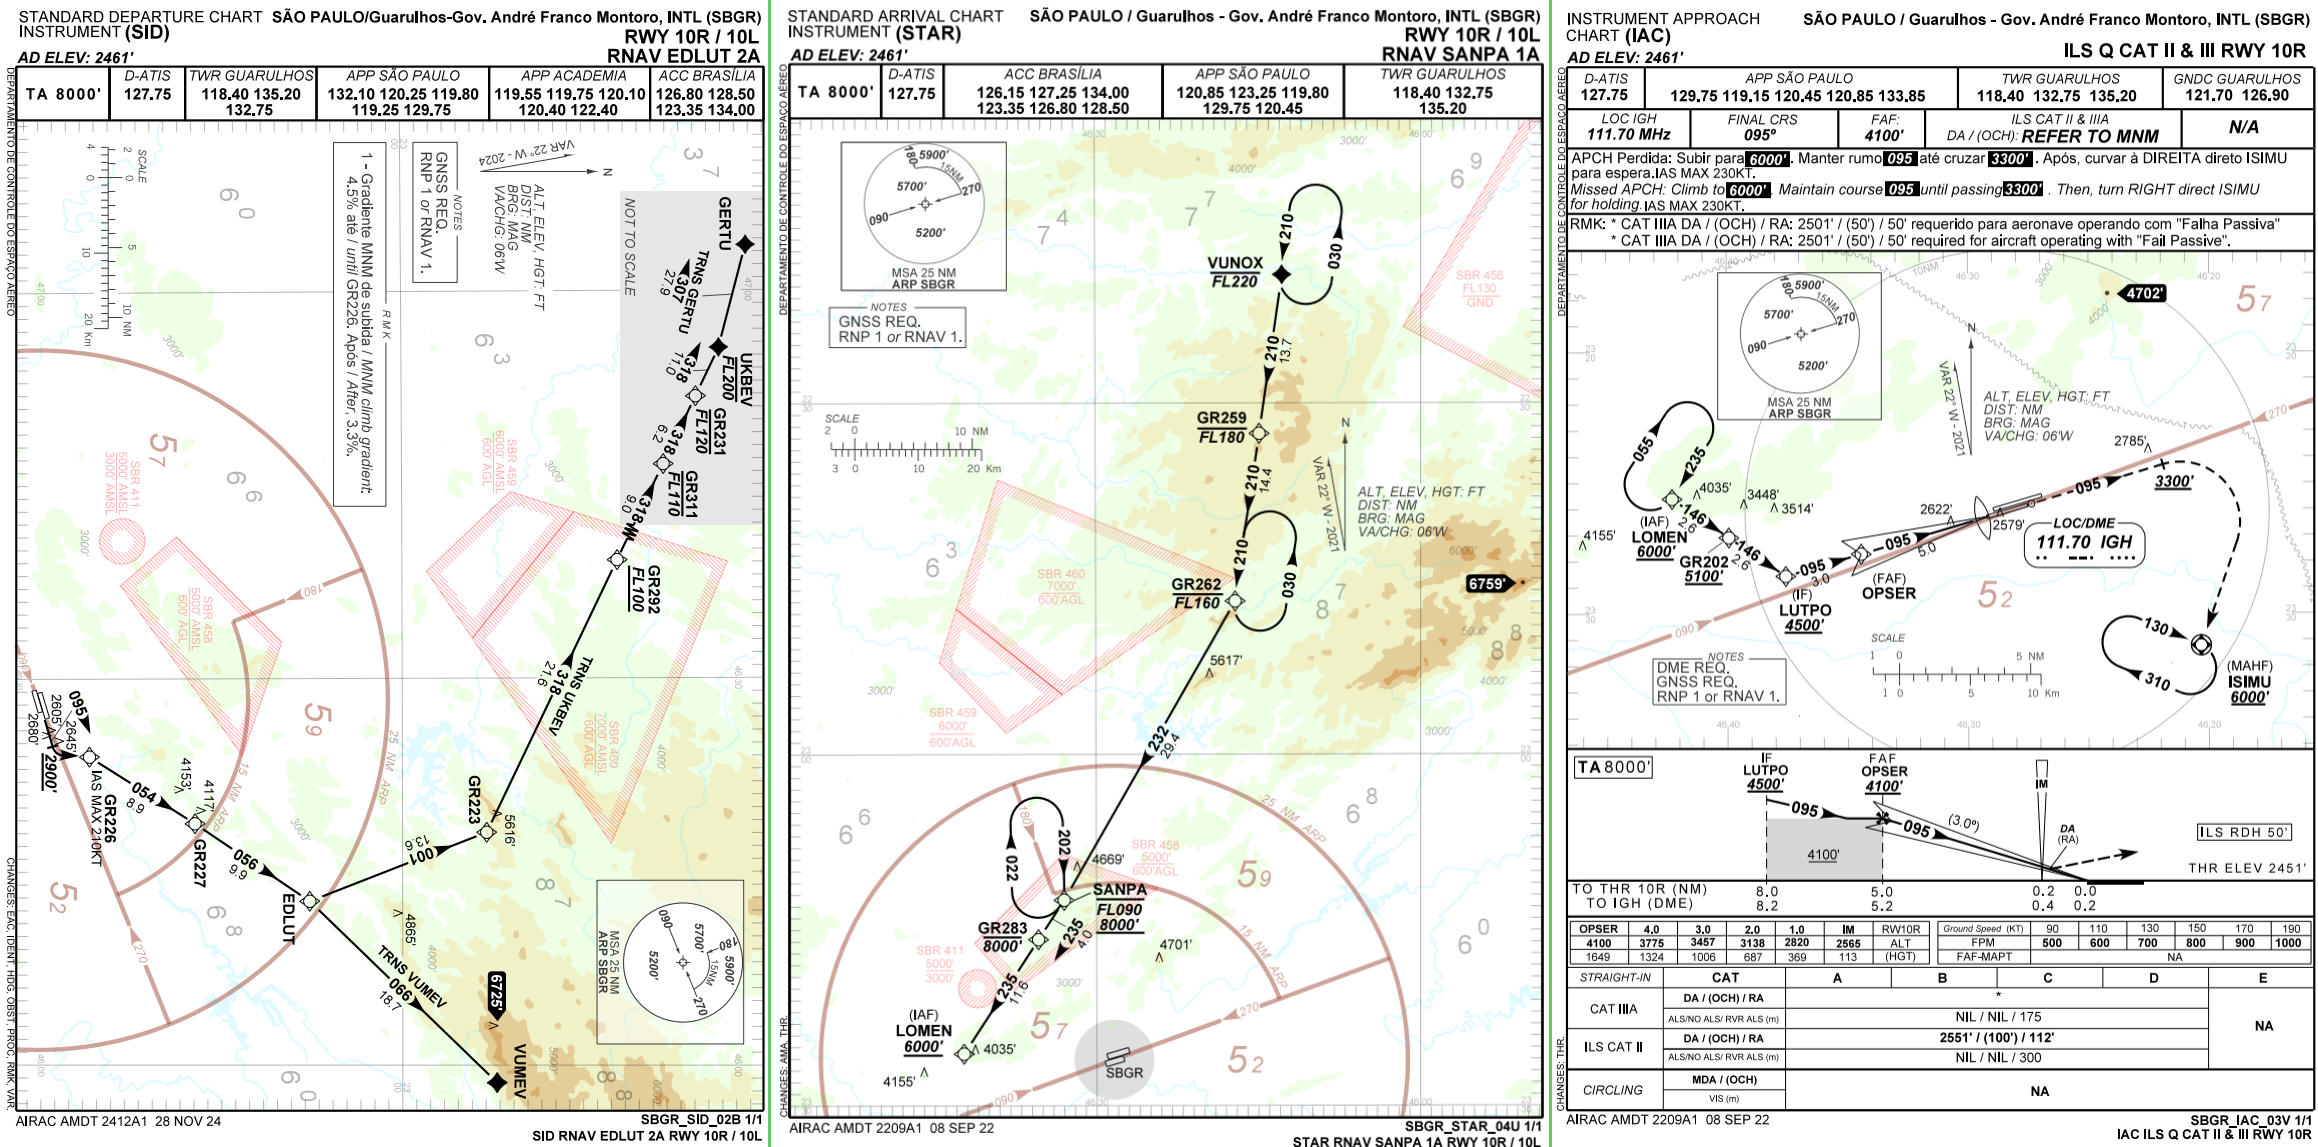 STANDARD DEPARTURE CHART
INSTRUMENT (SID)
SÃO PAULO/Guarulhos-Gov. André Franco Montoro, INTL (SBGR)
RWY 10R / 10L
RNAV EDLUT 2A
AD ELEV: 2461'
TA 8000'
D-ATIS
127.75
TWR GUARULHOS
118.40 135.20
132.75
APP SÃO PAULO
132.10 120.25 119.80
119.25 129.75
APP ACADEMIA
119.55 119.75 120.10
120.40 122.40
ACC BRASÍLIA
126.80 128.50
123.35 134.00
DEPARTAMENTO DE CONTROLE DO ESPAÇO AÉREO
SCALE
4 2 0 5 10 NM
4 0 10 20 Km
RMK
1 - Gradiente MNM de subida / MNM climb gradient:
4.5% até / until GR226. Após / After, 3.3%.
NOTES
GNSS REQ.
RNP 1 or RNAV 1.
VAR 22° W - 2024
N
ALT, ELEV, HGT: FT
DIST: NM
BRG: MAG
VA/CHG: 06'W
NOT TO SCALE
GERTU
TRNS GERTU
307
27.9
UKBEV
FL200
318
11.0
GR231
FL120
318
6.2
GR311
FL110
318
9.0
GR292
FL100
TRNS UKBEV
318
21.6
GR223
5616'
001
13.6
EDLUT
056
9.9
GR227
054
8.9
GR226
IAS MAX 210KT
095
2900'
2605'
2645'
2680'
4153'
4117'
4865'
TRNS VUMEV
066
18.7
VUMEV
6725'
SBR 411
5000' AMSL
3000' AMSL
SBR 458
5000' AMSL
600' AGL
SBR 459
6000' AMSL
600' AGL
SBR 460
7000' AMSL
600' AGL
15 NM ARP
25 NM ARP
180
270
090
MSA 25 NM
ARP SBGR
5900'
5700'
5200'
15NM
180
270
090
CHANGES: EAC, IDENT, HDG, OBST, PROC, RMK, VAR.
AIRAC AMDT 2412A1 28 NOV 24
SBGR_SID_02B 1/1
SID RNAV EDLUT 2A RWY 10R / 10L
STANDARD ARRIVAL CHART
INSTRUMENT (STAR)
SÃO PAULO / Guarulhos - Gov. André Franco Montoro, INTL (SBGR)
RWY 10R / 10L
RNAV SANPA 1A
AD ELEV: 2461'
TA 8000'
D-ATIS
127.75
ACC BRASÍLIA
126.15 127.25 134.00
123.35 126.80 128.50
APP SÃO PAULO
120.85 123.25 119.80
129.75 120.45
TWR GUARULHOS
118.40 132.75
135.20
DEPARTAMENTO DE CONTROLE DO ESPAÇO AÉREO
180
5900'
15NM
5700'
270
090
5200'
MSA 25 NM
ARP SBGR
NOTES
GNSS REQ.
RNP 1 or RNAV 1.
SCALE
2 0 10 NM
3 0 10 20 Km
210
030
VUNOX
FL220
210
13.7
GR259
FL180
210
14.4
210
030
GR262
FL160
5617'
232
29.4
N
VAR 22° W - 2021
ALT, ELEV, HGT: FT
DIST: NM
BRG: MAG
VA/CHG: 06'W
6759'
SBR 456
FL130
GND
SBR 460
7000'
600'AGL
SBR 459
6000'
600'AGL
SBR 458
5000'
600'AGL
SBR 411
5000'
3000'
25 NM ARP
15 NM ARP
180
022
202
4669'
SANPA
FL090
8000'
GR283
8000'
235
4.0
235
11.8
4701'
(IAF)
LOMEN
6000'
4035'
4155'
SBGR
270
090
CHANGES: AMA, THR.
AIRAC AMDT 2209A1 08 SEP 22
SBGR_STAR_04U 1/1
STAR RNAV SANPA 1A RWY 10R / 10L
INSTRUMENT APPROACH
CHART (IAC)
SÃO PAULO / Guarulhos - Gov. André Franco Montoro, INTL (SBGR)
AD ELEV: 2461'
ILS Q CAT II & III RWY 10R
D-ATIS
127.75
APP SÃO PAULO
129.75 119.15 120.45 120.85 133.85
TWR GUARULHOS
118.40 132.75 135.20
GNDC GUARULHOS
121.70 126.90
LOC IGH
111.70 MHz
FINAL CRS
095º
FAF:
4100'
ILS CAT II & IIIA
DA / (OCH): REFER TO MNM
N/A
APCH Perdida: Subir para 6000'. Manter rumo 095 até cruzar 3300'. Após, curvar à DIREITA direto ISIMU
para espera.IAS MAX 230KT.
Missed APCH: Climb to 6000'. Maintain course 095 until passing 3300'. Then, turn RIGHT direct ISIMU
for holding.IAS MAX 230KT.
RMK: * CAT IIIA DA / (OCH) / RA: 2501' / (50') / 50' requerido para aeronave operando com "Falha Passiva"
* CAT IIIA DA / (OCH) / RA: 2501' / (50') / 50' required for aircraft operating with "Fail Passive".
DEPARTAMENTO DE CONTROLE DO ESPAÇO AÉREO
10NM
180
5900'
15NM
5700'
270
090
5200'
MSA 25 NM
ARP SBGR
4702'
N
VAR 22° W - 2021
ALT, ELEV, HGT: FT
DIST: NM
BRG: MAG
VA/CHG: 06'W
270
055
235
(IAF)
LOMEN
6000'
4035'
3448'
3514'
4155'
146
2.6
GR202
5100'
146
2.6
(IF)
LUTPO
4500'
095
3.0
(FAF)
OPSER
095
5.0
2622'
2579'
2785'
095
3300'
LOC/DME
111.70 IGH
090
130
310
(MAHF)
ISIMU
6000'
SCALE
1 0 5 NM
1 0 5 10 Km
NOTES
DME REQ.
GNSS REQ.
RNP 1 or RNAV 1.
TA 8000'
IF
LUTPO
4500'
FAF
OPSER
4100'
095
095
(3.0º)
4100'
IM
DA
(RA)
ILS RDH 50'
THR ELEV 2451'
TO THR 10R (NM) 8.0 5.0 0.2 0.0
TO IGH (DME) 8.2 5.2 0.4 0.2
OPSER 4.0 3.0 2.0 1.0 IM RW10R
4100 3775 3457 3138 2820 2565 ALT
1649 1324 1006 687 369 113 (HGT)
Ground Speed (KT) 90 110 130 150 170 190
FPM 500 600 700 800 900 1000
FAF-MAPT NA
STRAIGHT-IN CAT A B C D E
CAT IIIA DA / (OCH) / RA *
ALS/NO ALS/ RVR ALS (m) NIL / NIL / 175
NA
ILS CAT II DA / (OCH) / RA 2551' / (100') / 112'
ALS/NO ALS/ RVR ALS (m) NIL / NIL / 300
CIRCLING MDA / (OCH)
VIS (m)
NA
CHANGES: THR.
AIRAC AMDT 2209A1 08 SEP 22
SBGR_IAC_03V 1/1
IAC ILS Q CAT II & III RWY 10R